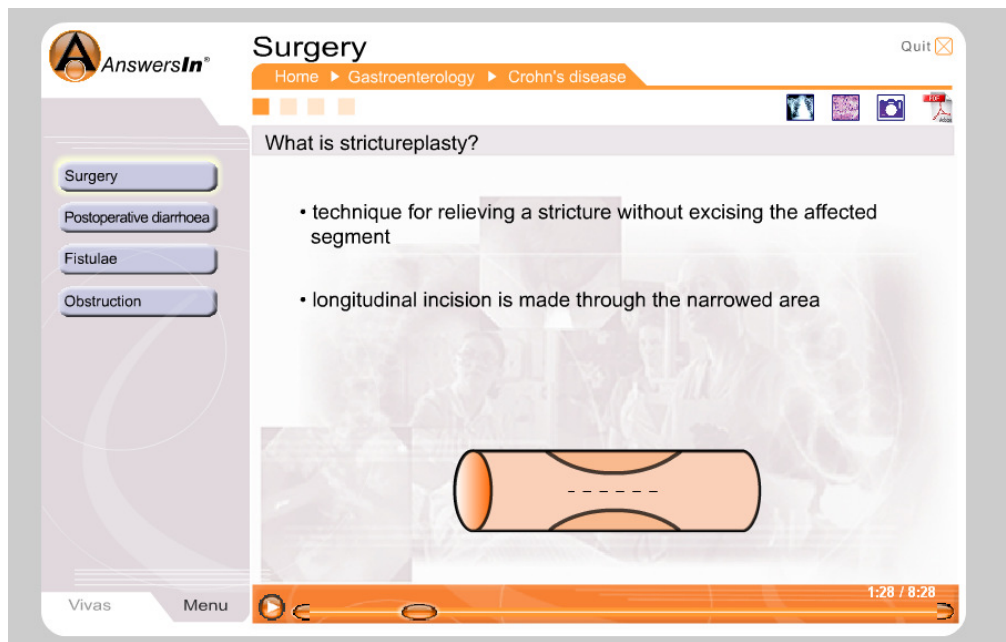 A
AnswersIn®
Surgery
Quit
Home ▶ Gastroenterology ▶ Crohn's disease
PDF
Adobe
What is strictureplasty?
Surgery
Postoperative diarrhoea
Fistulae
Obstruction
• technique for relieving a stricture without excising the affected
segment
• longitudinal incision is made through the narrowed area
Vivas
Menu
1:28 / 8:28